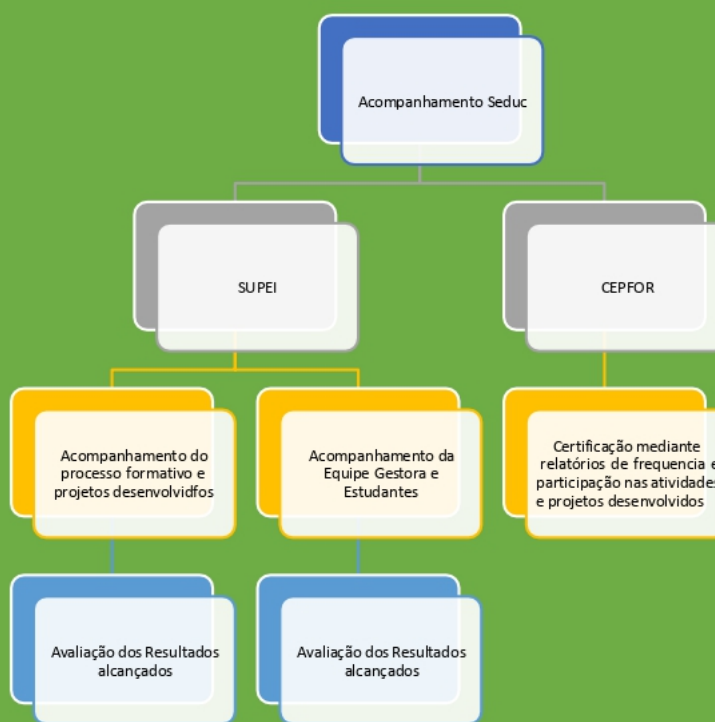 Acompanhamento Seduc
SUPEI
CEPFOR
Acompanhamento do
processo formativo e
projetos desenvolvidfos
Acompanhamento da
Equipe Gestora e
Estudantes
Certificação mediante
relatórios de frequencia e
participação nas atividades
e projetos desenvolvidos
Avaliação dos Resultados
alcançados
Avaliação dos Resultados
alcançados